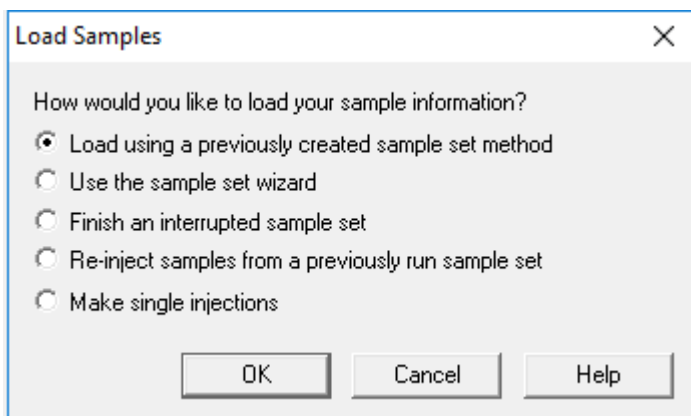 Load Samples
How would you like to load your sample information?
Load using a previously created sample set method
Use the sample set wizard
Finish an interrupted sample set
Re-inject samples from a previously run sample set
Make single injections
OK Cancel Help